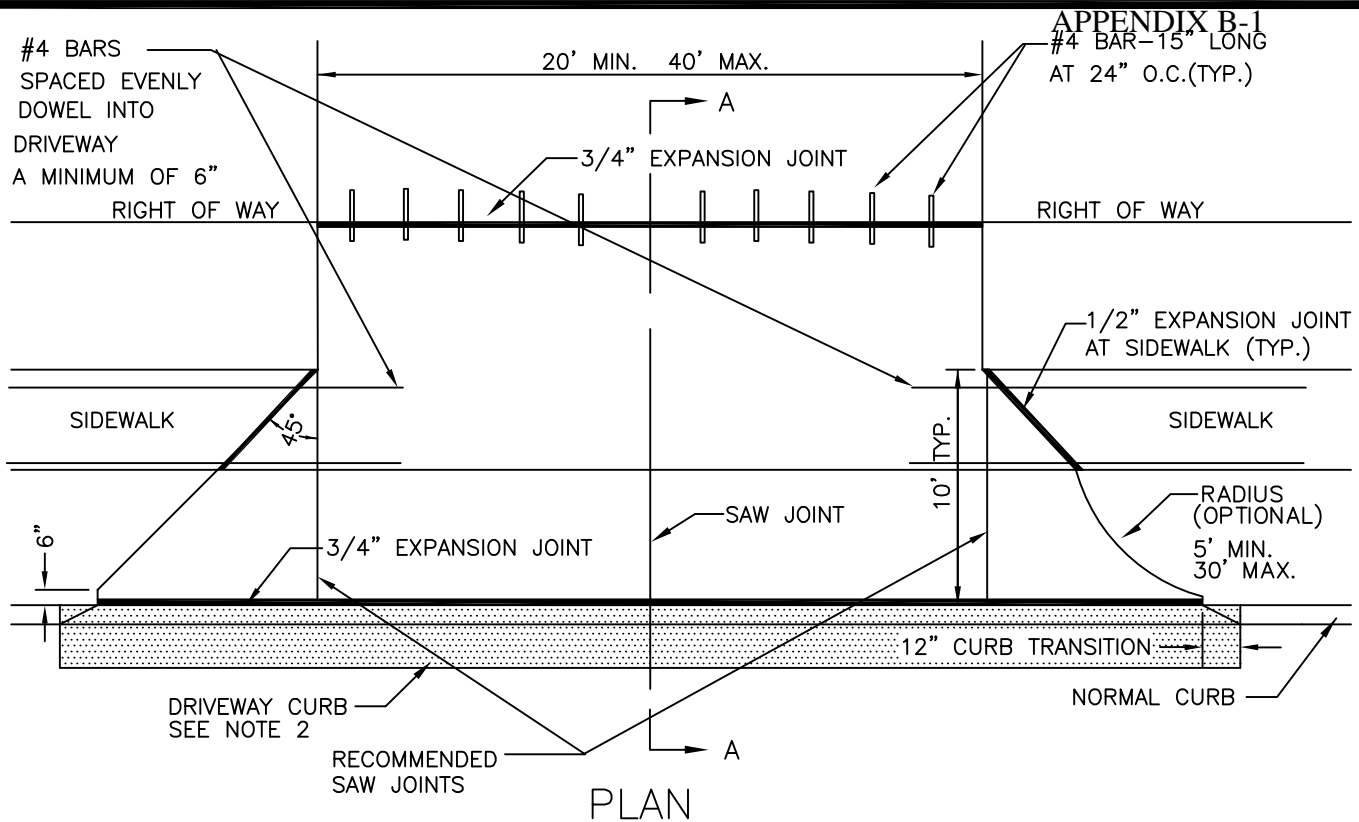 APPENDIX B-1
#4 BARS
SPACED EVENLY
DOWEL INTO
DRIVEWAY
A MINIMUM OF 6"
20' MIN. 40' MAX.
#4 BAR-15" LONG
AT 24" O.C.(TYP.)
A
3/4" EXPANSION JOINT
RIGHT OF WAY
RIGHT OF WAY
1/2" EXPANSION JOINT
AT SIDEWALK (TYP.)
SIDEWALK
45°
10' TYP.
SIDEWALK
SAW JOINT
RADIUS
(OPTIONAL)
5' MIN.
30' MAX.
6"
3/4" EXPANSION JOINT
12" CURB TRANSITION
DRIVEWAY CURB
SEE NOTE 2
NORMAL CURB
RECOMMENDED
SAW JOINTS
A
PLAN